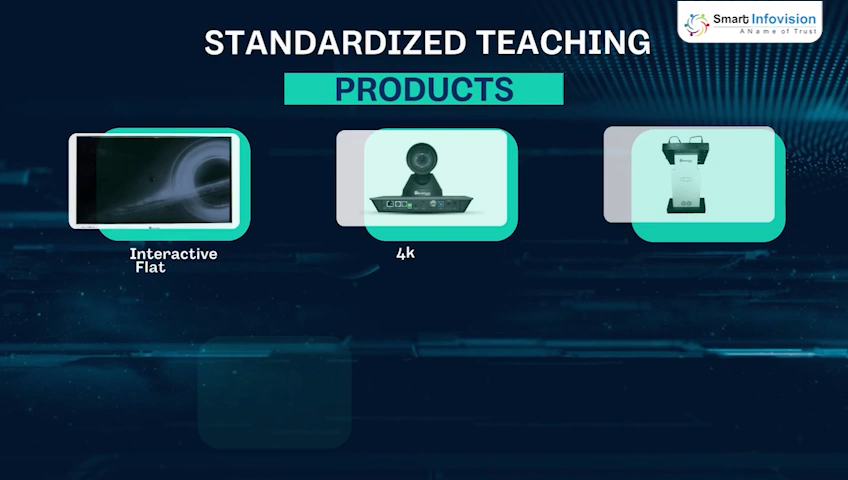 Smart Infovision
A Name of Trust
STANDARDIZED TEACHING
PRODUCTS
Interactive
Flat
4k